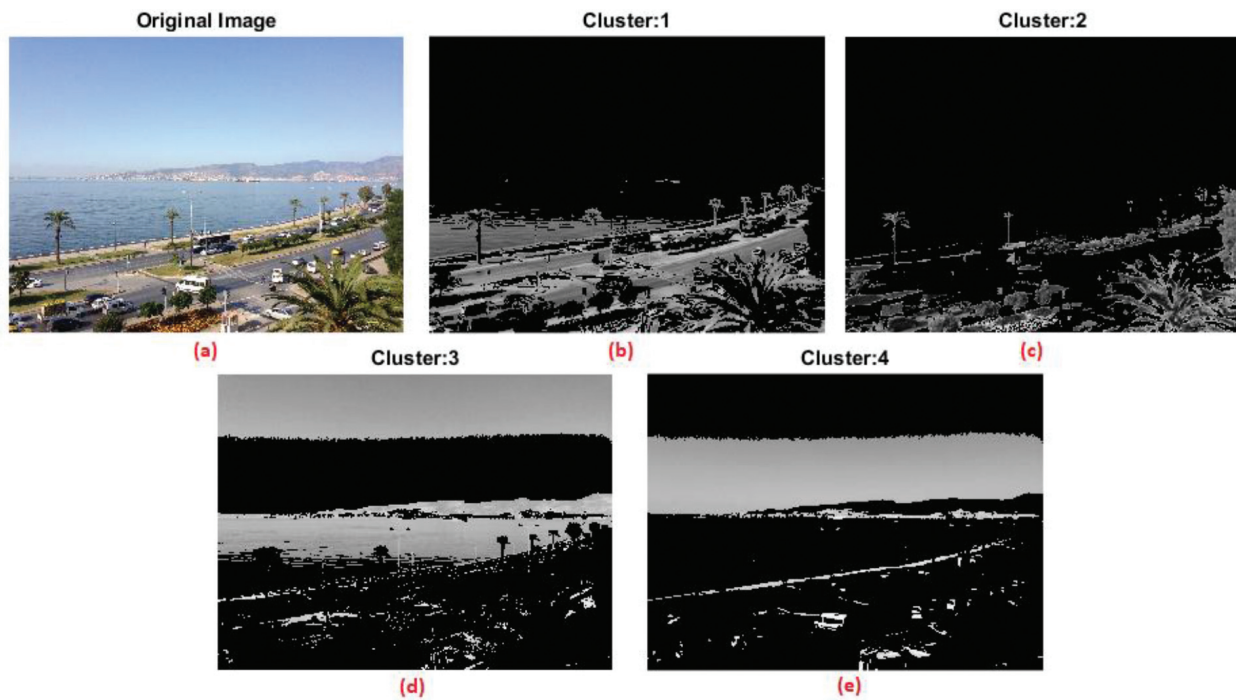 Original Image
Cluster:1
Cluster:2
(a)
(b)
(c)
Cluster:3
Cluster:4
(d)
(e)